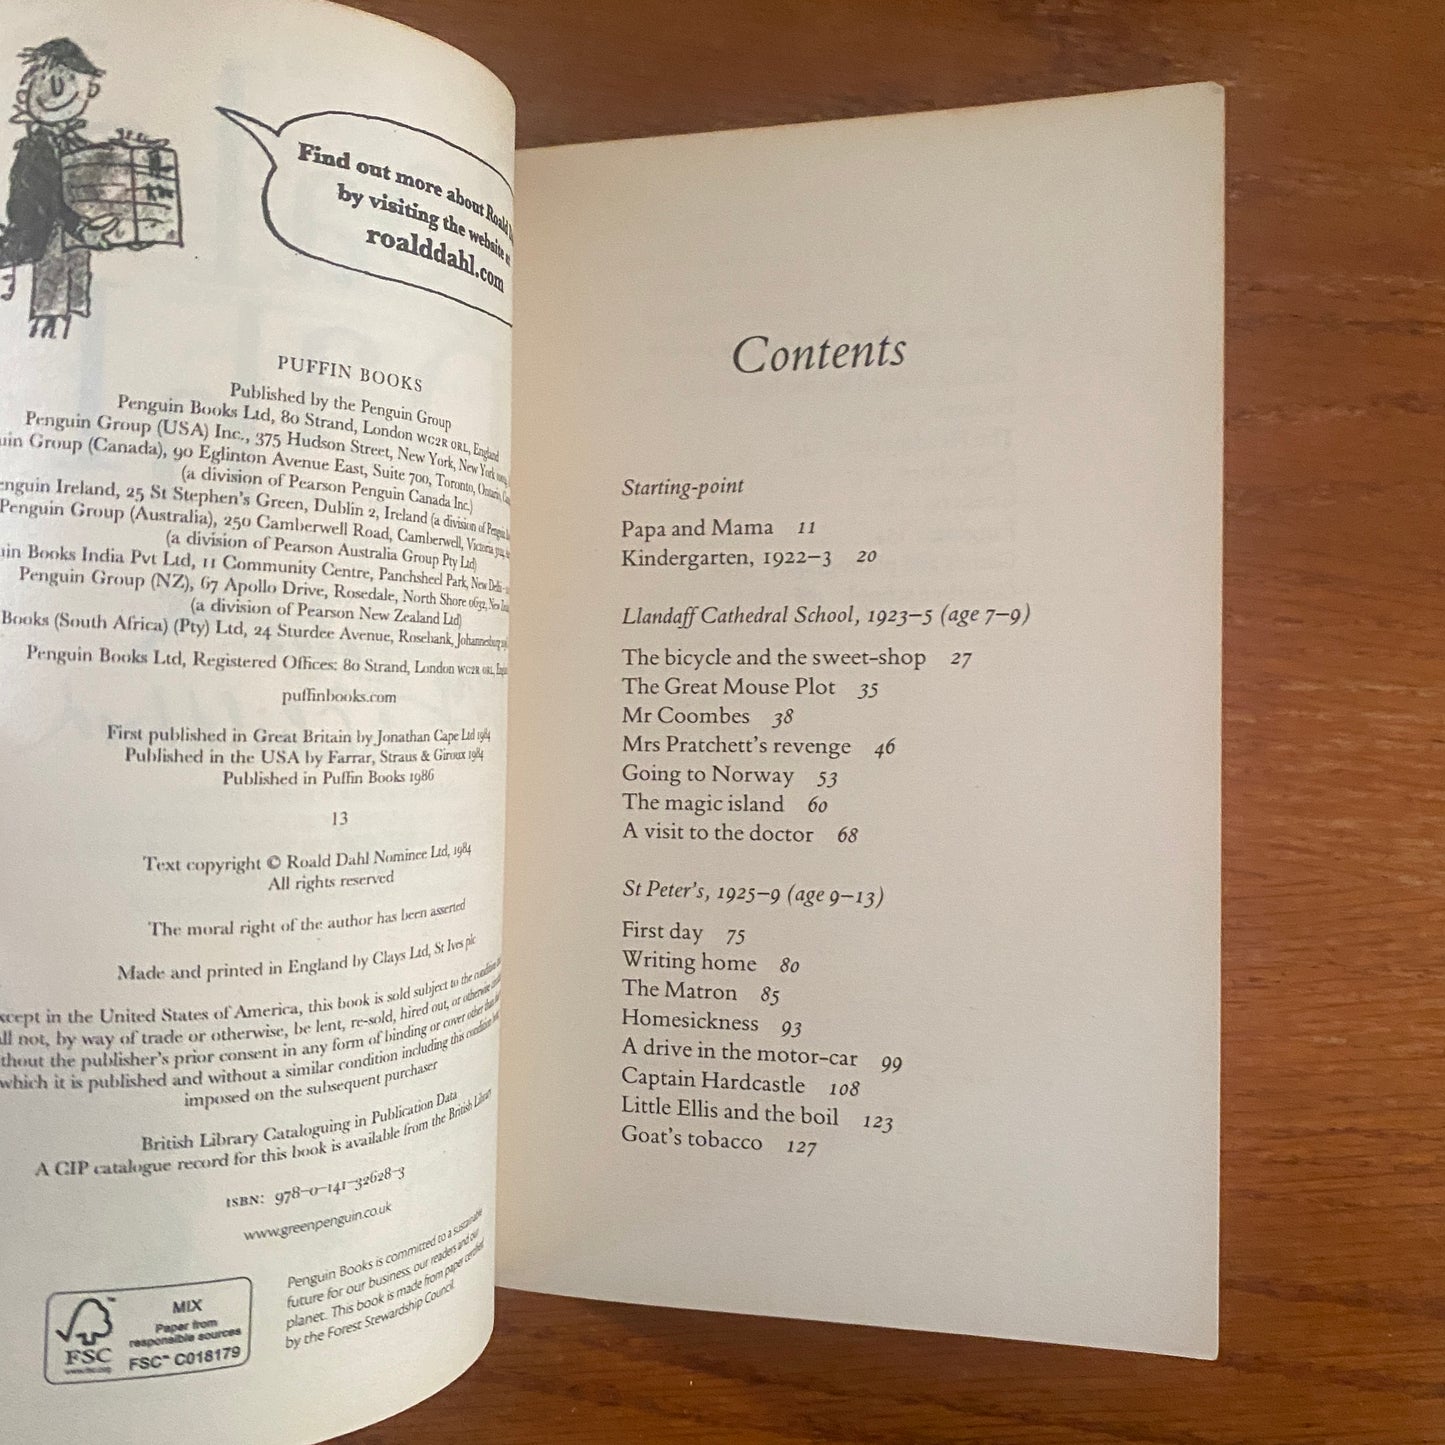 Find out more about Roald
by visiting the website at
roalddahl.com
PUFFIN BOOKS
Published by the Penguin Group
Penguin Books Ltd, 80 Strand, London WC2R 0RL, England
Penguin Group (USA) Inc., 375 Hudson Street, New York, New York
Group (Canada), 90 Eglinton Avenue East, Suite 700, Toronto, Ontario,
(a division of Pearson Penguin Canada Inc.)
Ireland, 25 St Stephen's Green, Dublin 2, Ireland (a division of Penguin
Penguin Group (Australia), 250 Camberwell Road, Camberwell, Victoria
(a division of Pearson Australia Group Pty Ltd)
Books India Pvt Ltd, 11 Community Centre, Panchsheel Park, New Delhi –
Penguin Group (NZ), 67 Apollo Drive, Rosedale, North Shore 0632, New
(a division of Pearson New Zealand Ltd)
Books (South Africa) (Pty) Ltd, 24 Sturdee Avenue, Rosebank, Johannesburg
Penguin Books Ltd, Registered Offices: 80 Strand, London WC2R 0RL,
puffinbooks.com
First published in Great Britain by Jonathan Cape Ltd 1984
Published in the USA by Farrar, Straus & Giroux 1984
Published in Puffin Books 1986
13
Text copyright © Roald Dahl Nominee Ltd, 1984
All rights reserved
The moral right of the author has been asserted
Made and printed in England by Clays Ltd, St Ives plc
in the United States of America, this book is sold subject to the condition
not, by way of trade or otherwise, be lent, re-sold, hired out, or otherwise
the publisher's prior consent in any form of binding or cover other than
which it is published and without a similar condition including this condition
imposed on the subsequent purchaser
British Library Cataloguing in Publication Data
A CIP catalogue record for this book is available from the British Library
ISBN: 978-0-141-32628-3
www.greenpenguin.co.uk
MIX
Paper from
responsible sources
FSC™ C018179
FSC
www.fsc.org
Penguin Books is committed to a sustainable
future for our business, our readers and our
planet. This book is made from paper certified
by the Forest Stewardship Council.
Contents
Starting-point
Papa and Mama 11
Kindergarten, 1922–3 20
Llandaff Cathedral School, 1923–5 (age 7–9)
The bicycle and the sweet-shop 27
The Great Mouse Plot 35
Mr Coombes 38
Mrs Pratchett's revenge 46
Going to Norway 53
The magic island 60
A visit to the doctor 68
St Peter's, 1925–9 (age 9–13)
First day 75
Writing home 80
The Matron 85
Homesickness 93
A drive in the motor-car 99
Captain Hardcastle 108
Little Ellis and the boil 123
Goat's tobacco 127